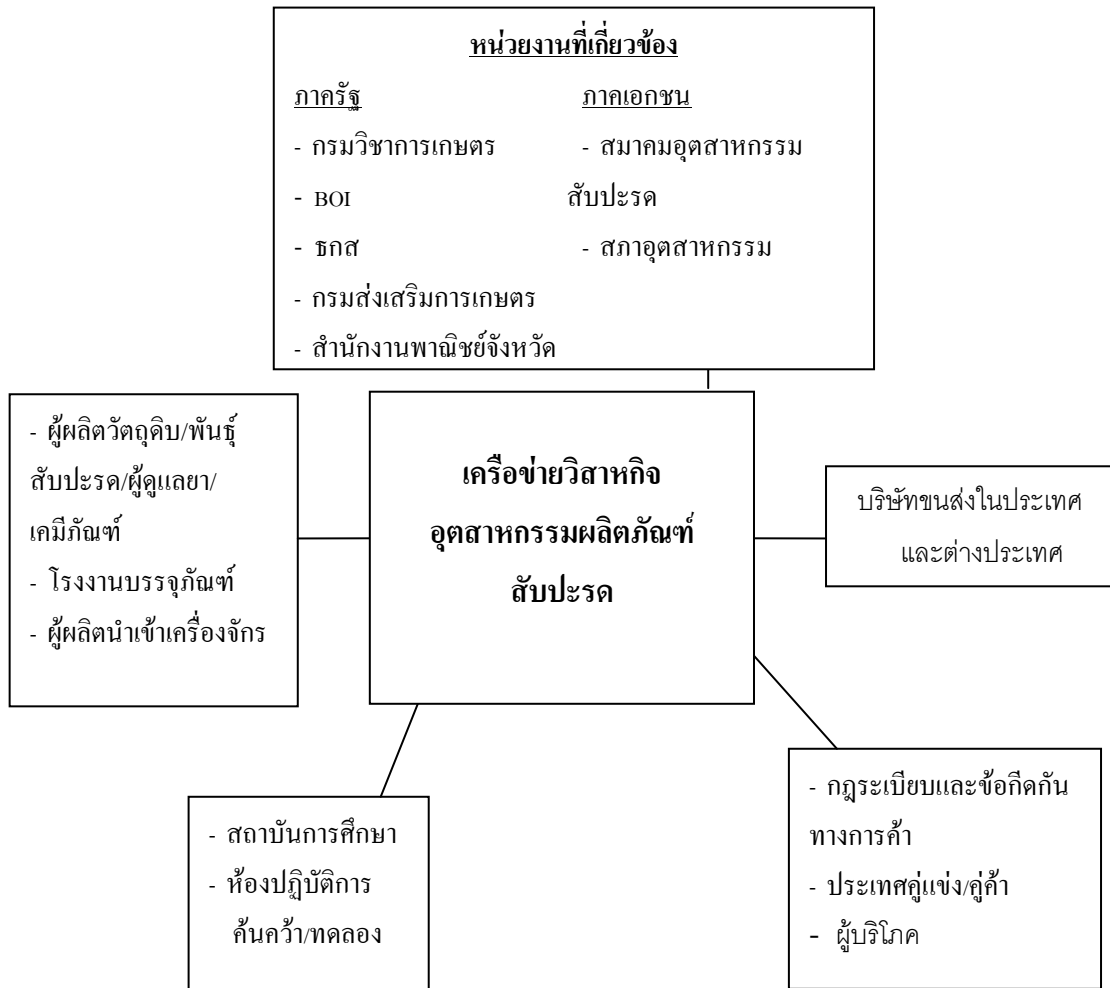 หน่วยงานที่เกี่ยวข้อง
ภาครัฐ ภาคเอกชน
- กรมวิชาการเกษตร - สมาคมอุตสาหกรรม
- BOI สับปะรด
- ธกส - สภาอุตสาหกรรม
- กรมส่งเสริมการเกษตร
- สำนักงานพาณิชย์จังหวัด
- ผู้ผลิตวัตถุดิบ/พันธุ์
สับปะรด/ผู้ดูแลยา/
เคมีภัณฑ์
- โรงงานบรรจุภัณฑ์
- ผู้ผลิตนำเข้าเครื่องจักร
เครือข่ายวิสาหกิจ
อุตสาหกรรมผลิตภัณฑ์
สับปะรด
บริษัทขนส่งในประเทศ
และต่างประเทศ
- สถาบันการศึกษา
- ห้องปฏิบัติการ
ค้นคว้า/ทดลอง
- กฎระเบียบและข้อกีดกัน
ทางการค้า
- ประเทศคู่แข่ง/คู่ค้า
- ผู้บริโภค